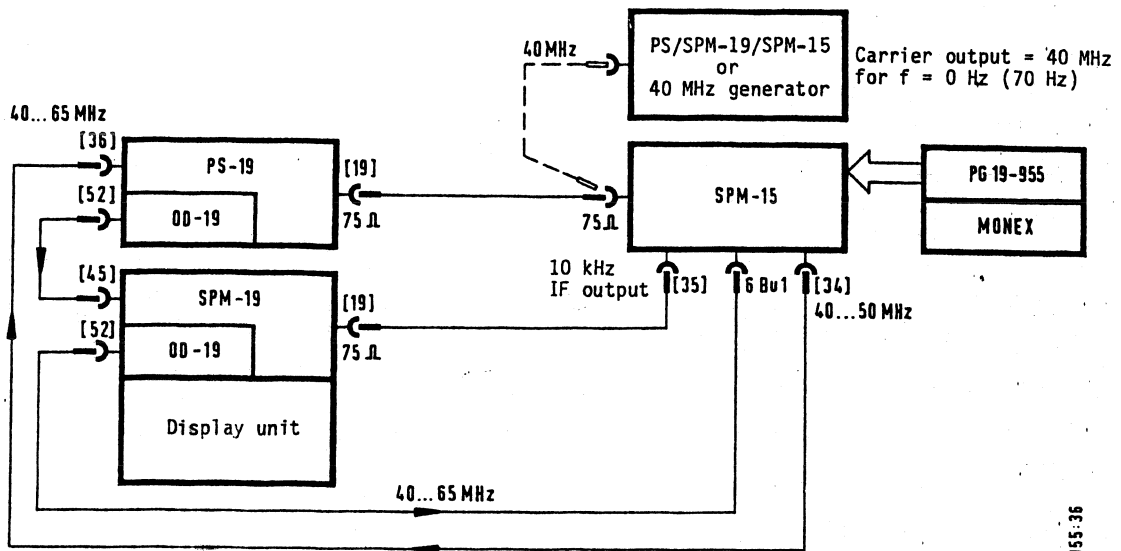 40 MHz
PS/SPM-19/SPM-15
or
40 MHz generator
Carrier output = 40 MHz
for f = 0 Hz (70 Hz)
40... 65 MHz
[36]
PS-19
[19]
[52]
OD-19
75 Ω
75 Ω
SPM-15
PG 19-955
MONEX
[45]
SPM-19
[19]
[52]
OD-19
75 Ω
10 kHz
IF output
[35]
6 Bu1
[34]
40...50 MHz
Display unit
40... 65 MHz
55:36